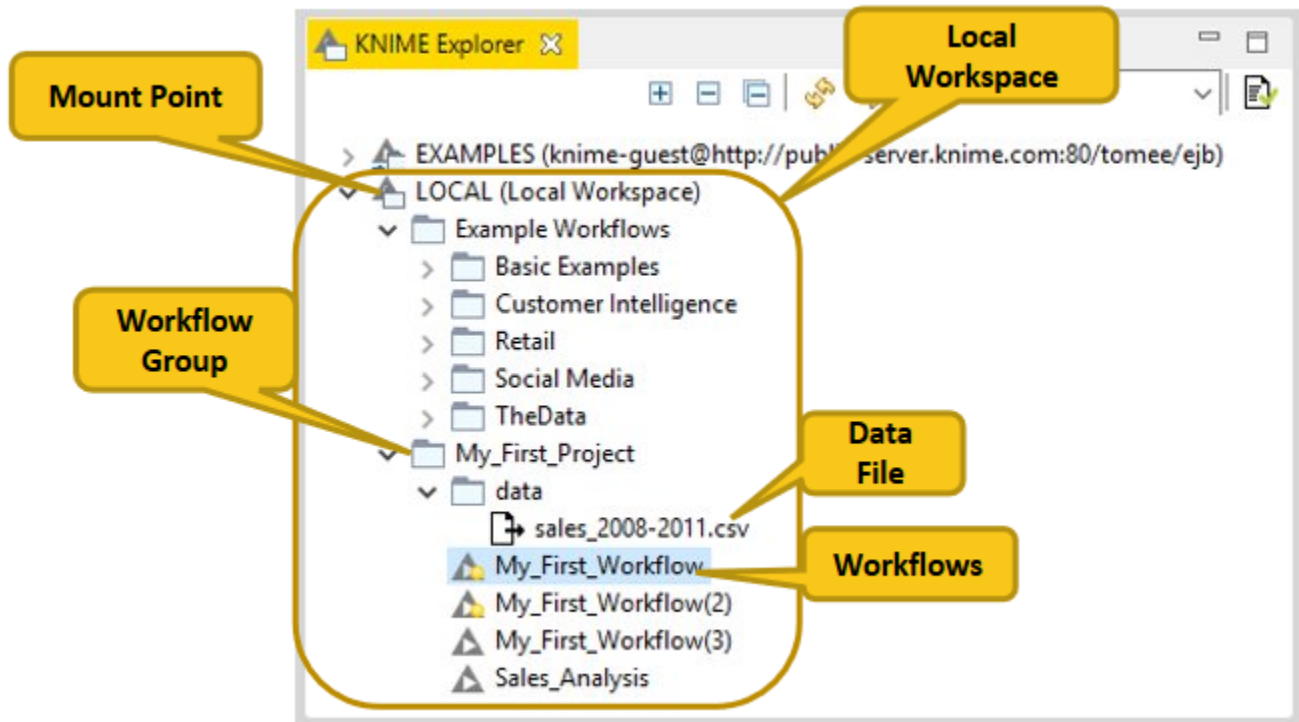 KNIME Explorer
Local
Workspace
Mount Point
EXAMPLES (knime-guest@http://publ server.knime.com:80/tomee/ejb)
LOCAL (Local Workspace)
Example Workflows
Basic Examples
Customer Intelligence
Workflow
Group
Retail
Social Media
TheData
My_First_Project
Data
File
data
sales_2008-2011.csv
My_First_Workflow
Workflows
My_First_Workflow(2)
My_First_Workflow(3)
Sales_Analysis